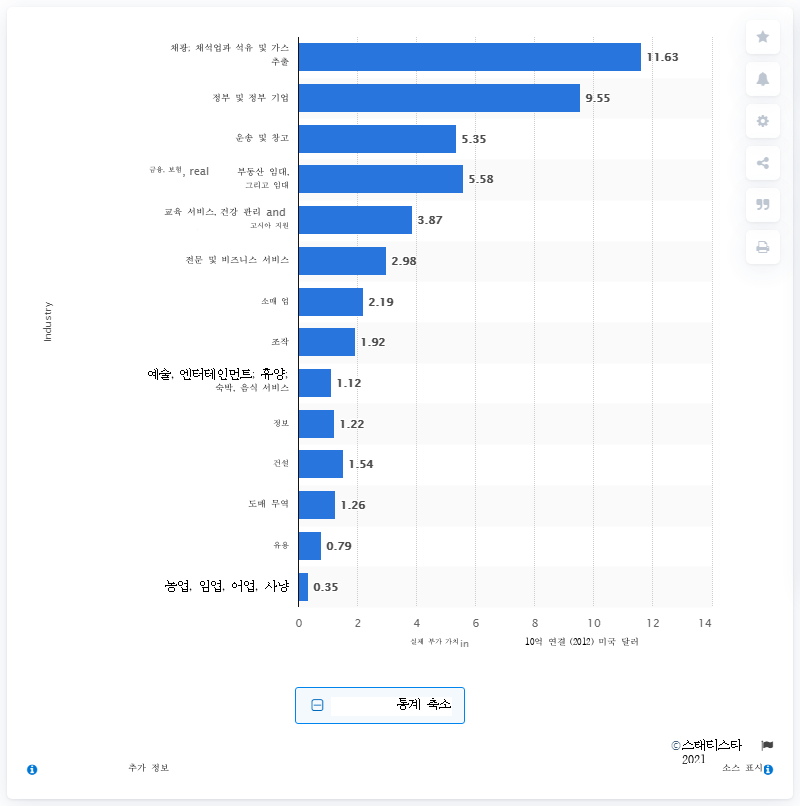 채광; 채석업과 석유 및 가스
추출
11.63
정부 및 정부 기업
9.55
운송 및 창고
5.35
금융, 보험, real 부동산 임대,
그리고 임대
5.58
교육 서비스, 건강 관리 and
고시아 지원
3.87
전문 및 비즈니스 서비스
2.98
소매 업
2.19
Industry
조작
1.92
예술, 엔터테인먼트; 휴양;
숙박, 음식 서비스
1.12
정보
1.22
건설
1.54
도매 무역
1.26
유용
0.79
농업, 임업, 어업, 사냥
0.35
0 2 4 6 8 10 12 14
실제 부가 가치 in 10억 연결 (2012) 미국 달러
통계 축소
©스태티스타
2021
추가 정보
소스 표시